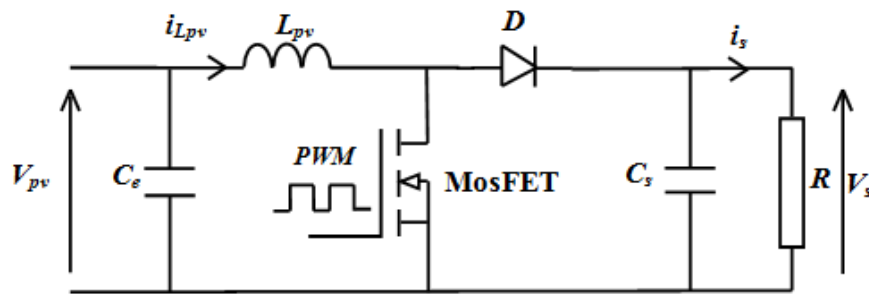 i_Lpv
L_pv
D
i_s
PWM
V_pv
C_e
MosFET
C_s
R
V_s